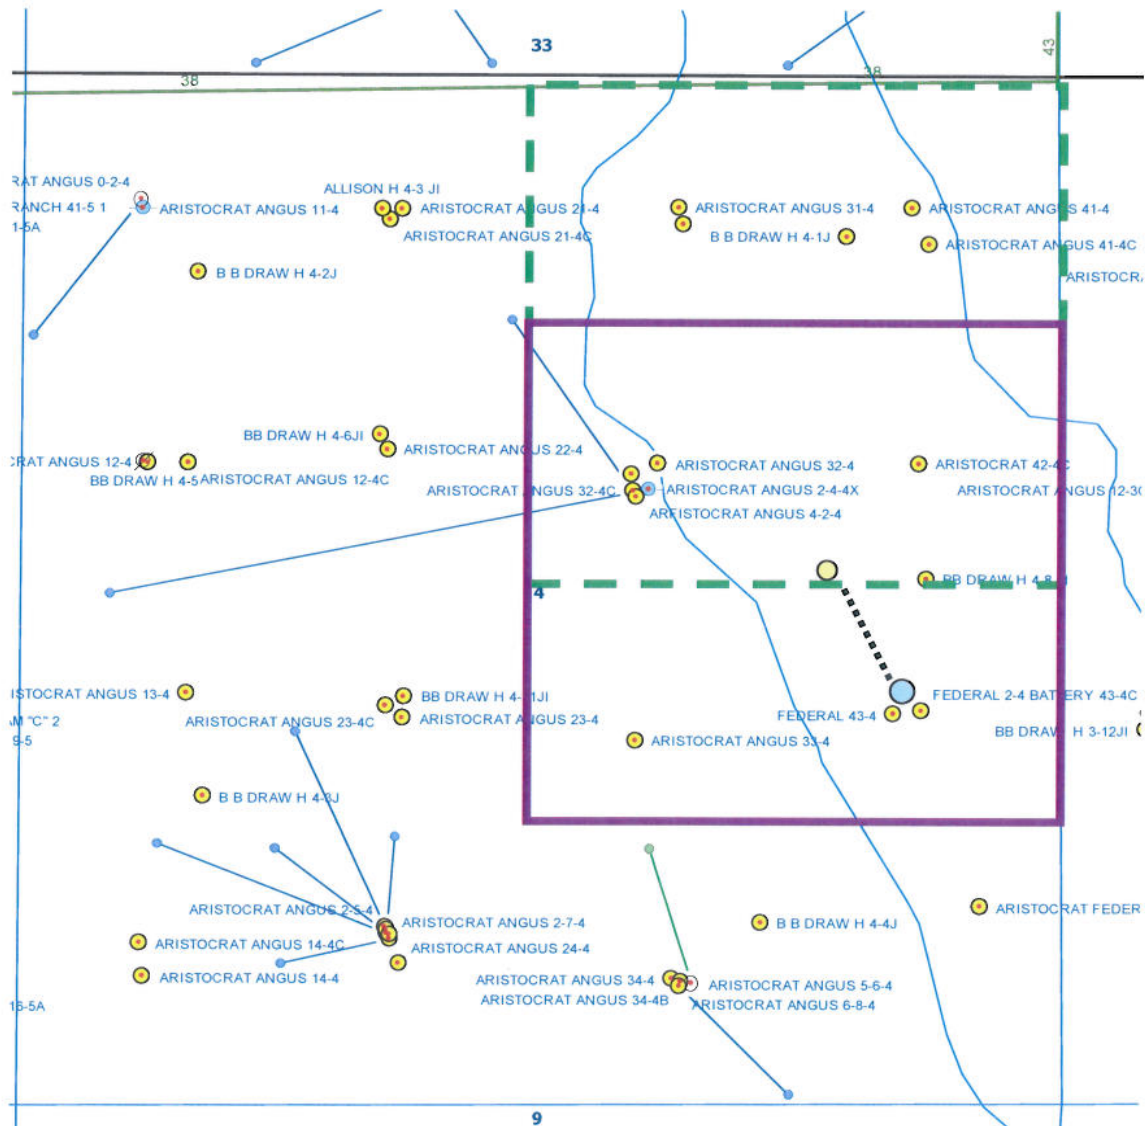 33
43
38
38
RAT ANGUS 0-2-4
RANCH 41-5 1
ARISTOCRAT ANGUS 11-4
1-5A
ALLISON H 4-3 JI
ARISTOCRAT ANGUS 21-4
ARISTOCRAT ANGUS 21-4C
ARISTOCRAT ANGUS 31-4
B B DRAW H 4-1J
ARISTOCRAT ANGUS 41-4
ARISTOCRAT ANGUS 41-4C
B B DRAW H 4-2J
ARISTOCR
BB DRAW H 4-6JI
ARISTOCRAT ANGUS 22-4
CRAT ANGUS 12-4
BB DRAW H 4-5
ARISTOCRAT ANGUS 12-4C
ARISTOCRAT ANGUS 32-4
ARISTOCRAT ANGUS 32-4C
ARISTOCRAT ANGUS 2-4-4X
ARISTOCRAT ANGUS 4-2-4
ARISTOCRAT 42-4C
ARISTOCRAT ANGUS 12-3C
4
BB DRAW H 4-8
ISTOCRAT ANGUS 13-4
BB DRAW H 4-11JI
ARISTOCRAT ANGUS 23-4C
ARISTOCRAT ANGUS 23-4
M "C" 2
9-5
FEDERAL 2-4 BATTERY 43-4C
FEDERAL 43-4
BB DRAW H 3-12JI
ARISTOCRAT ANGUS 33-4
B B DRAW H 4-3J
ARISTOCRAT ANGUS 2-5-4
ARISTOCRAT ANGUS 2-7-4
ARISTOCRAT ANGUS 14-4C
ARISTOCRAT ANGUS 24-4
ARISTOCRAT ANGUS 14-4
B B DRAW H 4-4J
ARISTOCRAT FEDER
ARISTOCRAT ANGUS 34-4
ARISTOCRAT ANGUS 5-6-4
ARISTOCRAT ANGUS 34-4B
ARISTOCRAT ANGUS 6-8-4
16-5A
9